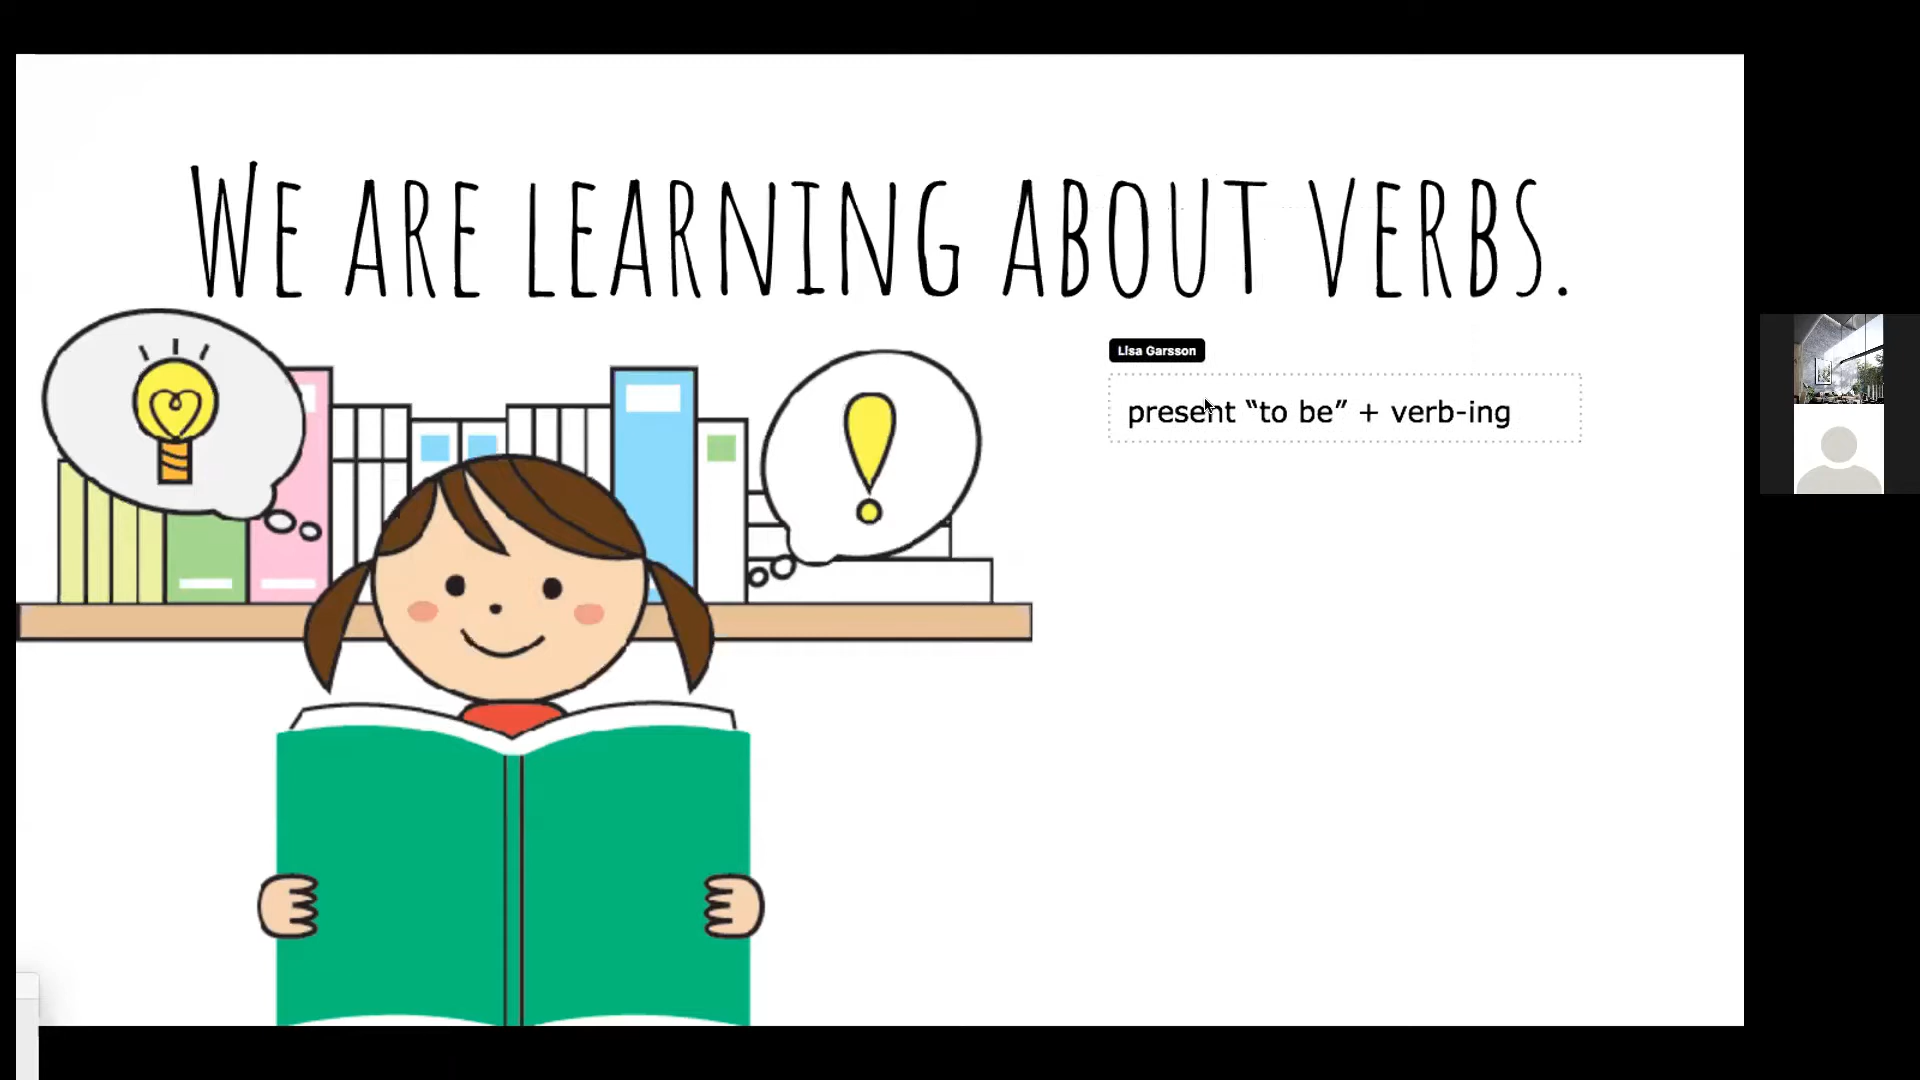 WE ARE LEARNING ABOUT VERBS.
Lisa Garsson
present “to be” + verb-ing